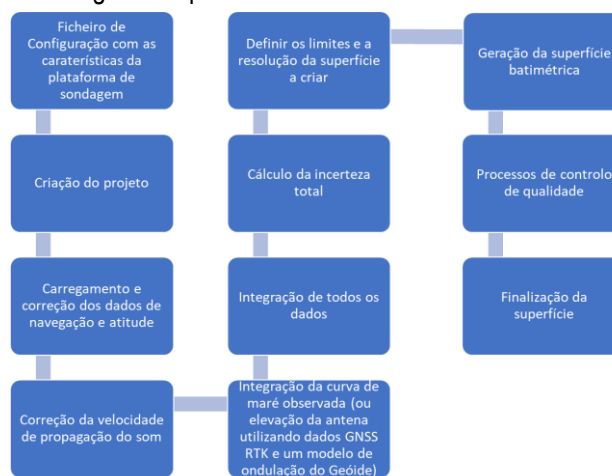 Ficheiro de
Configuração com as
caraterísticas da
plataforma de
sondagem
Criação do projeto
Carregamento e
correção dos dados de
navegação e atitude
Correção da velocidade
de propagação do som
Integração da curva de
maré observada (ou
elevação da antena
utilizando dados GNSS
RTK e um modelo de
ondulação do Geóide)
Integração de todos os
dados
Cálculo da incerteza
total
Definir os limites e a
resolução da superfície
a criar
Geração da superfície
batimétrica
Processos de controlo
de qualidade
Finalização da
superfície